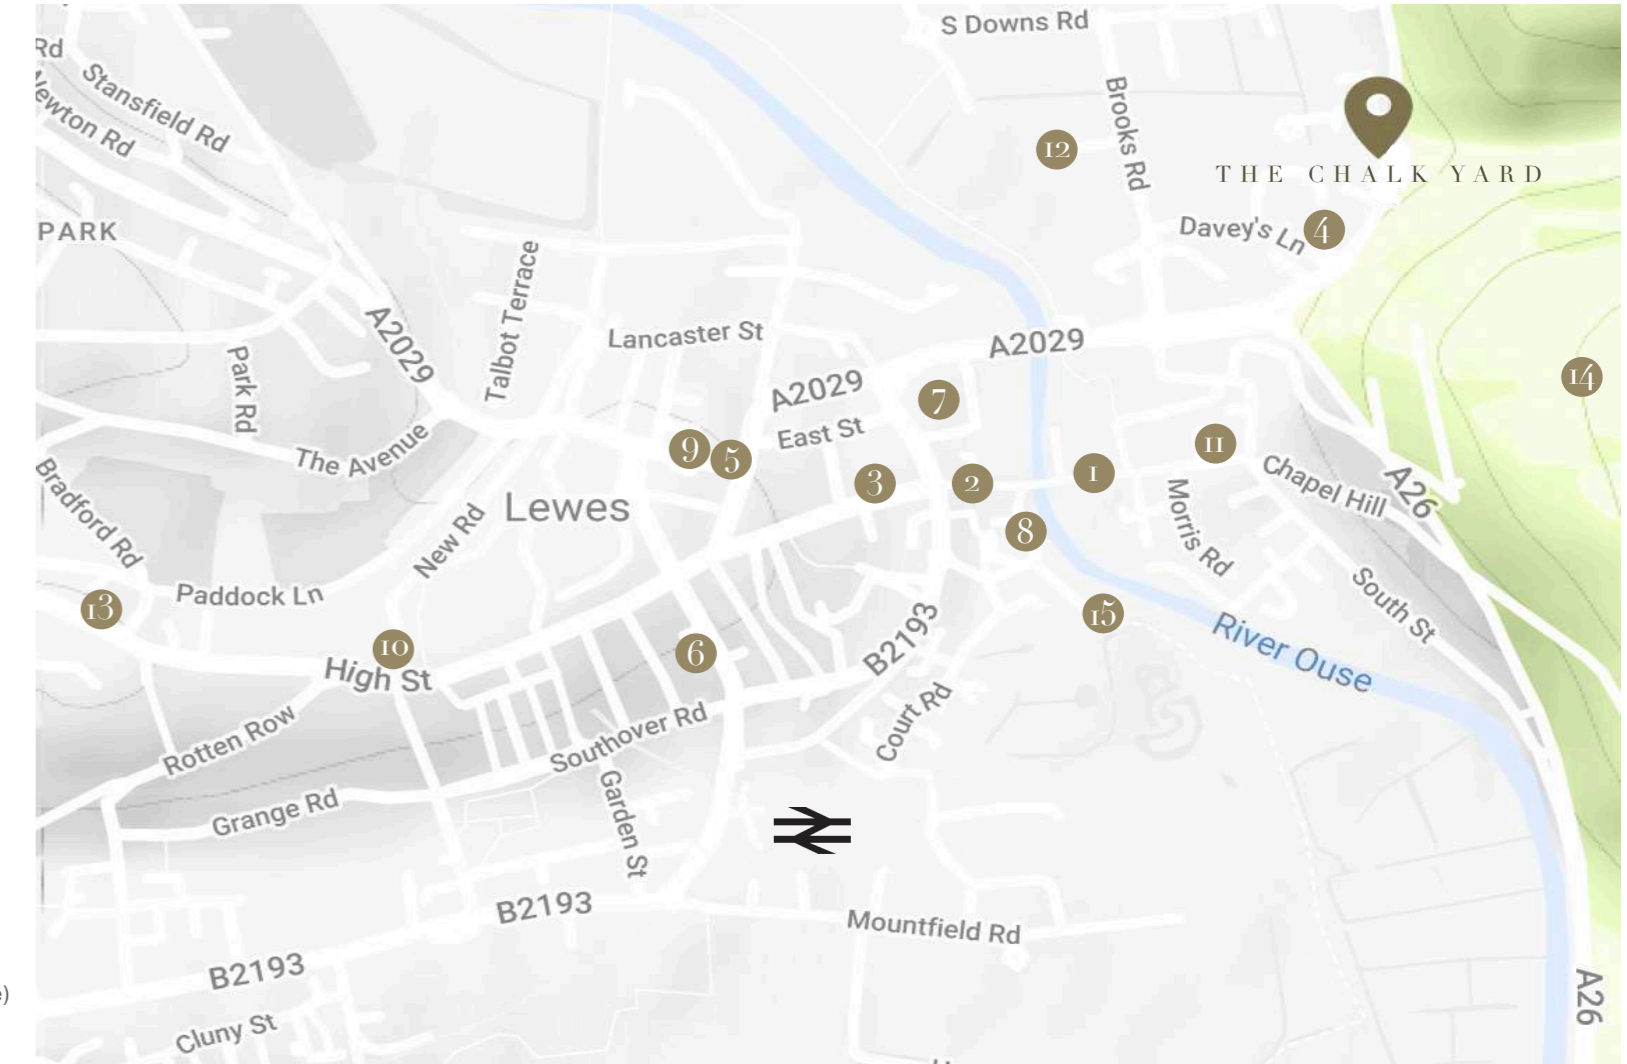 S Downs Rd
Rd
Stansfield Rd
Newton Rd
Brooks Rd
12
THE CHALK YARD
PARK
Davey's Ln
4
Talbot Terrace
A2029
Lancaster St
A2029
Park Rd
A2029
14
7
East St
The Avenue
9
5
11
Bradford Rd
3
2
1
Chapel Hill
A26
Lewes
New Rd
8
Morris Rd
Paddock Ln
13
15
South St
River Ouse
10
6
B2193
High St
Court Rd
Rotten Row
Southover Rd
Garden St
Grange Rd
B2193
Mountfield Rd
B2193
A26
e)
Cluny St